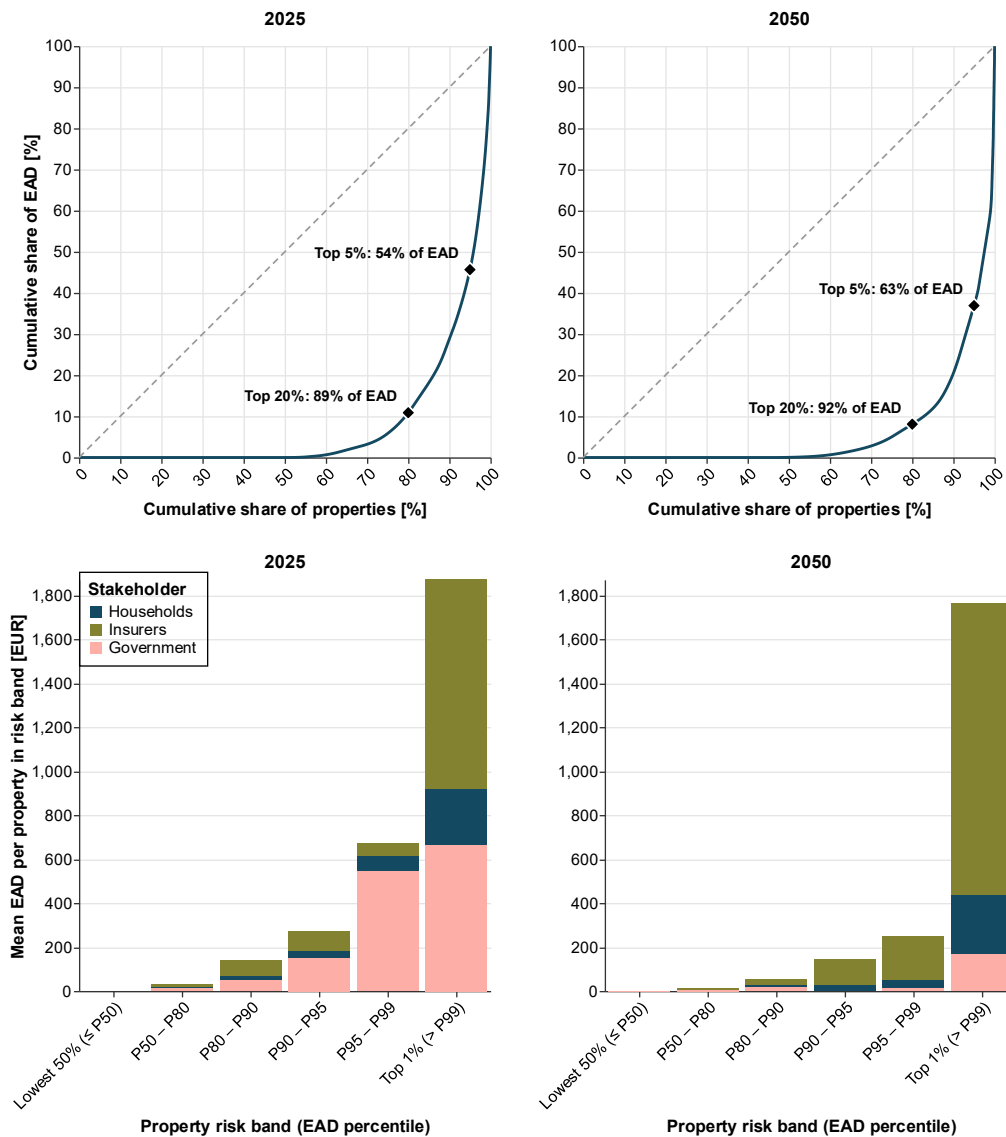 2025
100
90
80
70
60
50
40
30
20
10
0
Cumulative share of EAD [%]
Top 5%: 54% of EAD
Top 20%: 89% of EAD
0 10 20 30 40 50 60 70 80 90 100
Cumulative share of properties [%]
2050
100
90
80
70
60
50
40
30
20
10
0
Top 5%: 63% of EAD
Top 20%: 92% of EAD
0 10 20 30 40 50 60 70 80 90 100
Cumulative share of properties [%]
2025
Stakeholder
Households
Insurers
Government
1,800
1,600
1,400
1,200
1,000
800
600
400
200
0
Mean EAD per property in risk band [EUR]
Lowest 50% (≤ P50)
P50 – P80
P80 – P90
P90 – P95
P95 – P99
Top 1% (> P99)
Property risk band (EAD percentile)
2050
1,800
1,600
1,400
1,200
1,000
800
600
400
200
0
Lowest 50% (≤ P50)
P50 – P80
P80 – P90
P90 – P95
P95 – P99
Top 1% (> P99)
Property risk band (EAD percentile)